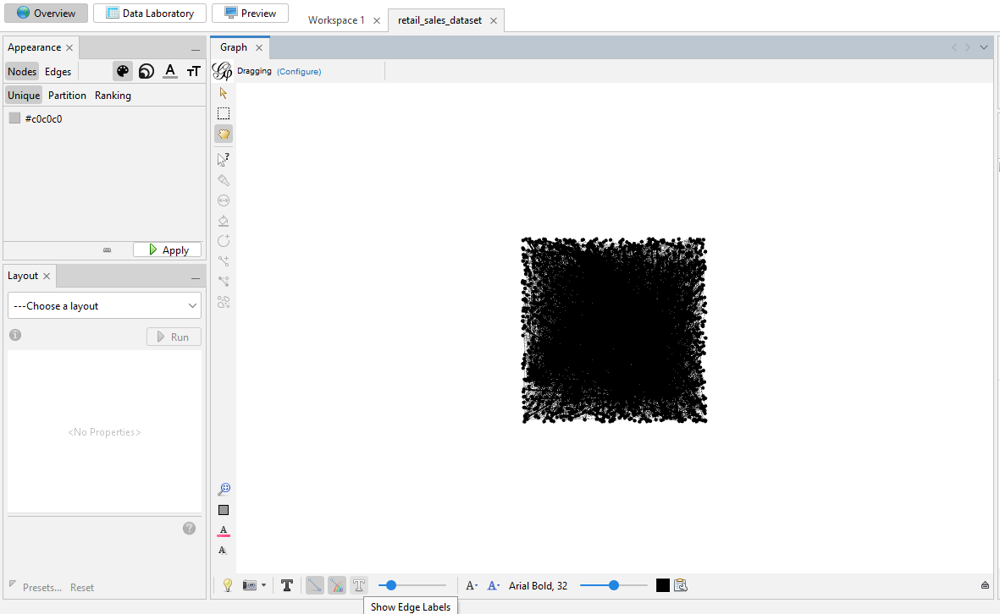 Overview
Data Laboratory
Preview
Workspace 1
retail_sales_dataset
Appearance
Nodes
Edges
Unique
Partition
Ranking
#c0c0c0
Apply
Layout
---Choose a layout
Run
<No Properties>
Presets...
Reset
Graph
Dragging
(Configure)
Arial Bold, 32
Show Edge Labels